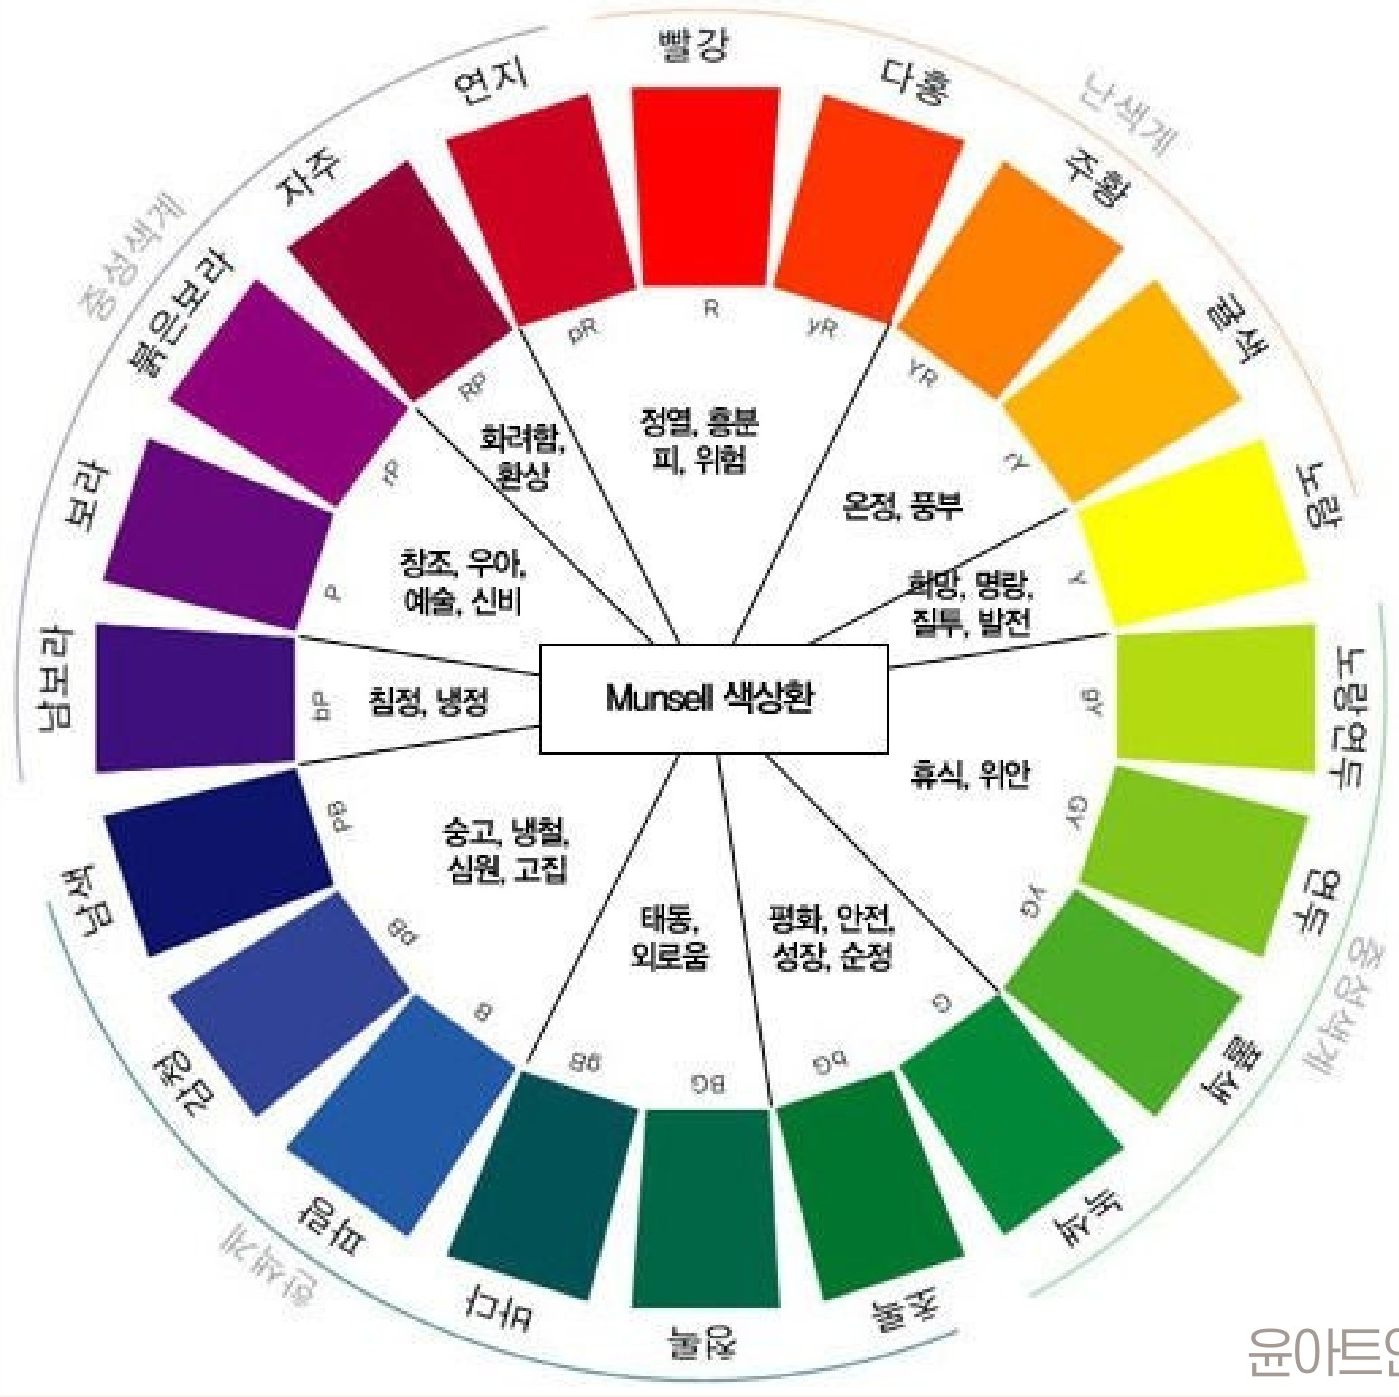 빨강
다홍
주황
귤색
노랑
노랑연두
연두
풀색
녹색
초록
청록
바다
파랑
감청
남색
남보라
보라
붉은보라
자주
연지
난색계
중성색계
한색계
중성색계
R
yR
YR
rY
Y
gY
GY
yG
G
bG
BG
gB
B
pB
bP
P
rP
RP
pR
정열, 흥분
피, 위험
온정, 풍부
희망, 명랑,
질투, 발전
휴식, 위안
평화, 안전,
성장, 순정
태동,
외로움
숭고, 냉철,
심원, 고집
침정, 냉정
창조, 우아,
예술, 신비
화려함,
환상
Munsell 색상환